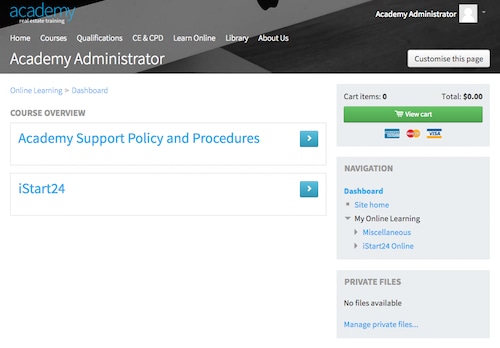 academy
real estate training
Academy Administrator
Home Courses Qualifications CE & CPD Learn Online Library About Us
Academy Administrator
Customise this page
Online Learning Dashboard
COURSE OVERVIEW
Academy Support Policy and Procedures
iStart24
Cart items: 0 Total: $0.00
View cart
VISA
NAVIGATION
Dashboard
Site home
My Online Learning
Miscellaneous
iStart24 Online
PRIVATE FILES
No files available
Manage private files...